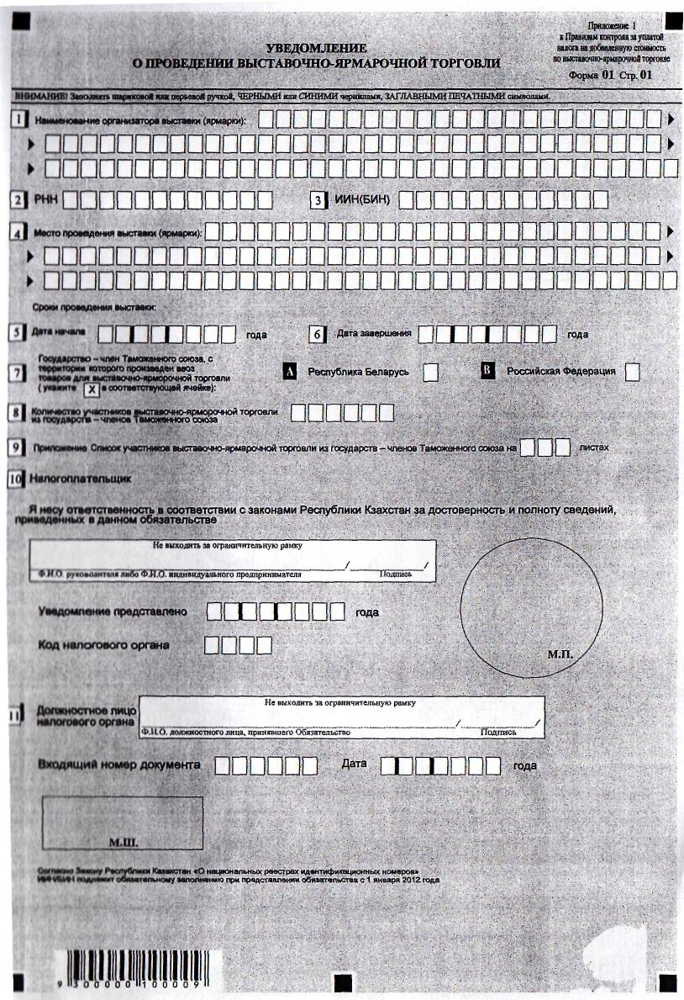 Приложение 1
к Правилам контроля за уплатой
налога на добавленную стоимость
по выставочно-ярмарочной торговле
Форма 01 Стр. 01
УВЕДОМЛЕНИЕ
О ПРОВЕДЕНИИ ВЫСТАВОЧНО-ЯРМАРОЧНОЙ ТОРГОВЛИ
ВНИМАНИЕ! Заполнять шариковой или перьевой ручкой, ЧЕРНЫМИ или СИНИМИ чернилами, ЗАГЛАВНЫМИ ПЕЧАТНЫМИ символами.
1 Наименование организатора выставки (ярмарки):
2 РНН 3 ИИН(БИН)
4 Место проведения выставки (ярмарки):
Сроки проведения выставки:
5 Дата начала года 6 Дата завершения года
7 Государство – член Таможенного союза, с
территории которого произведен ввоз
товаров для выставочно-ярморочной торговли
( укажите X в соответствующей ячейке):
A Республика Беларусь B Российская Федерация
8 Количество участников выставочно-ярморочной торговли
из государств – членов Таможенного союза
9 Приложение Список участников выставочно-ярмарочной торговли из государств – членов Таможенного союза на листах
10 Налогоплательщик
Я несу ответственность в соответствии с законами Республики Кзахстан за достоверность и полноту сведений,
приведенных в данном обязательстве
Не выходить за ограничительную рамку
/ /
Ф.И.О. руководителя либо Ф.И.О. индивидуального предпринимателя Подпись
Уведомление представлено года
Код налогового органа
М.П.
11 Должностное лицо
налогового органа
Не выходить за ограничительную рамку
/ /
Ф.И.О. должностного лица, принявшего Обязательство Подпись
Входящий номер документа Дата года
М.Ш.
Согласно Закону Республики Казахстан «О национальных реестрах идентификационных номеров»
ИИН/БИН подлежит обязательному заполнению при представлении обязательства с 1 января 2012 года
9 300000 100009